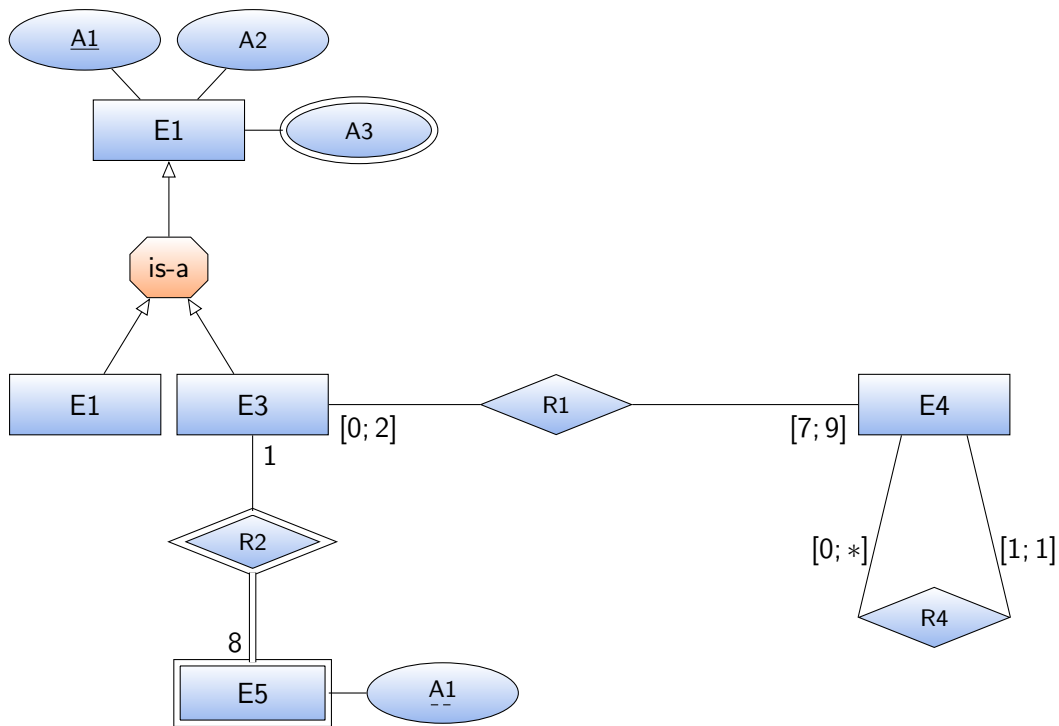 A1
A2
E1
A3
is-a
E1
E3
[0; 2]
R1
[7; 9]
E4
1
R2
[0; ∗]
[1; 1]
R4
8
E5
A1